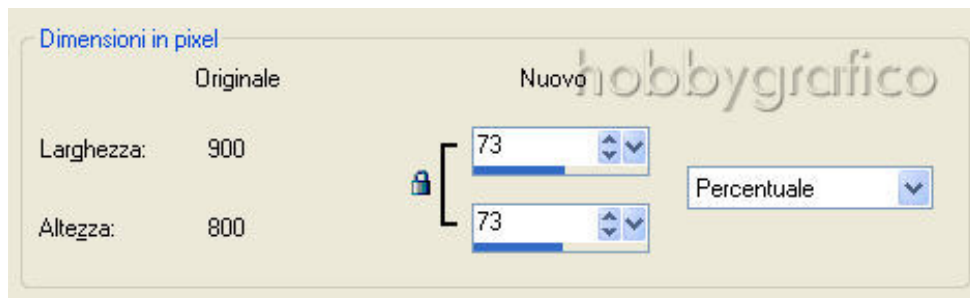 Dimensioni in pixel
hobbygrafico
Originale Nuovo
Larghezza: 900 73
Percentuale
Altezza: 800 73